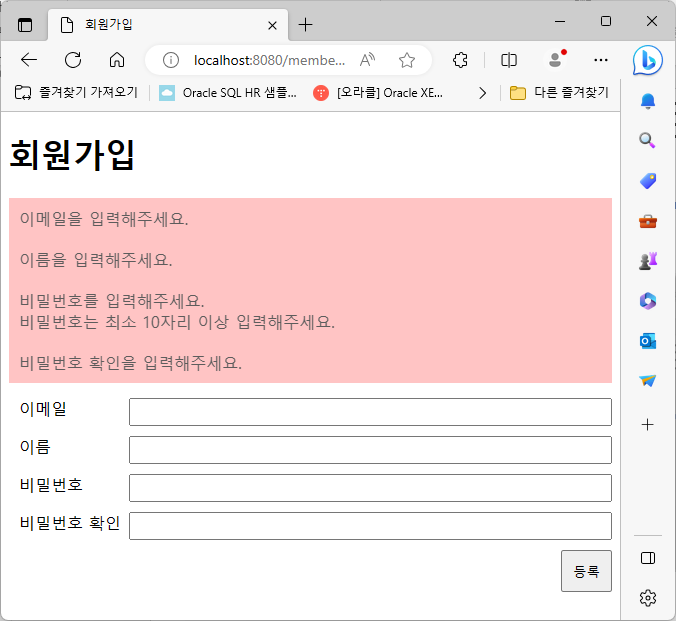 회원가입
localhost:8080/membe...
즐겨찾기 가져오기
Oracle SQL HR 샘플...
[오라클] Oracle XE...
다른 즐겨찾기
회원가입
이메일을 입력해주세요.
이름을 입력해주세요.
비밀번호를 입력해주세요.
비밀번호는 최소 10자리 이상 입력해주세요.
비밀번호 확인을 입력해주세요.
이메일
이름
비밀번호
비밀번호 확인
등록